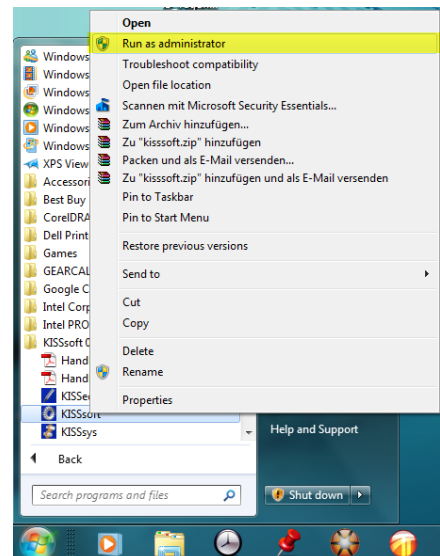 Open
Run as administrator
Troubleshoot compatibility
Open file location
Scannen mit Microsoft Security Essentials...
Zum Archiv hinzufügen...
Zu "kisssoft.zip" hinzufügen
Packen und als E-Mail versenden...
Zu "kisssoft.zip" hinzufügen und als E-Mail versenden
Pin to Taskbar
Pin to Start Menu
Restore previous versions
Send to
Cut
Copy
Delete
Rename
Properties
Windows
Windows
Windows
Windows
Windows
Windows
XPS View
Accessori
Best Buy
CorelDRA
Dell Print
Games
GEARCAL
Google C
Intel Corp
Intel PRO
KISSsoft 0
Hand
Hand
KISSe
KISSsoft
KISSsys
Back
Search programs and files
Help and Support
Shut down